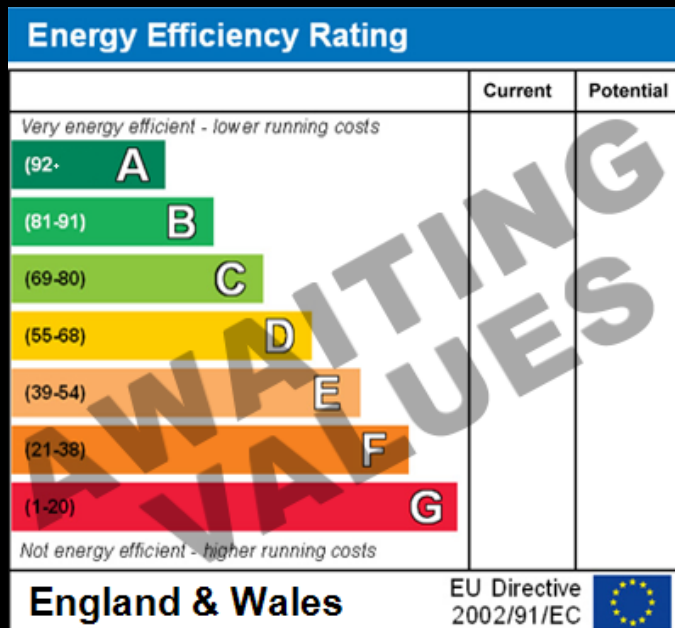 Energy Efficiency Rating
Current Potential
Very energy efficient - lower running costs
(92+ A
(81-91) B
(69-80) C
(55-68) D
(39-54) E
(21-38) F
(1-20) G
Not energy efficient - higher running costs
AWAITING
VALUES
England & Wales
EU Directive
2002/91/EC